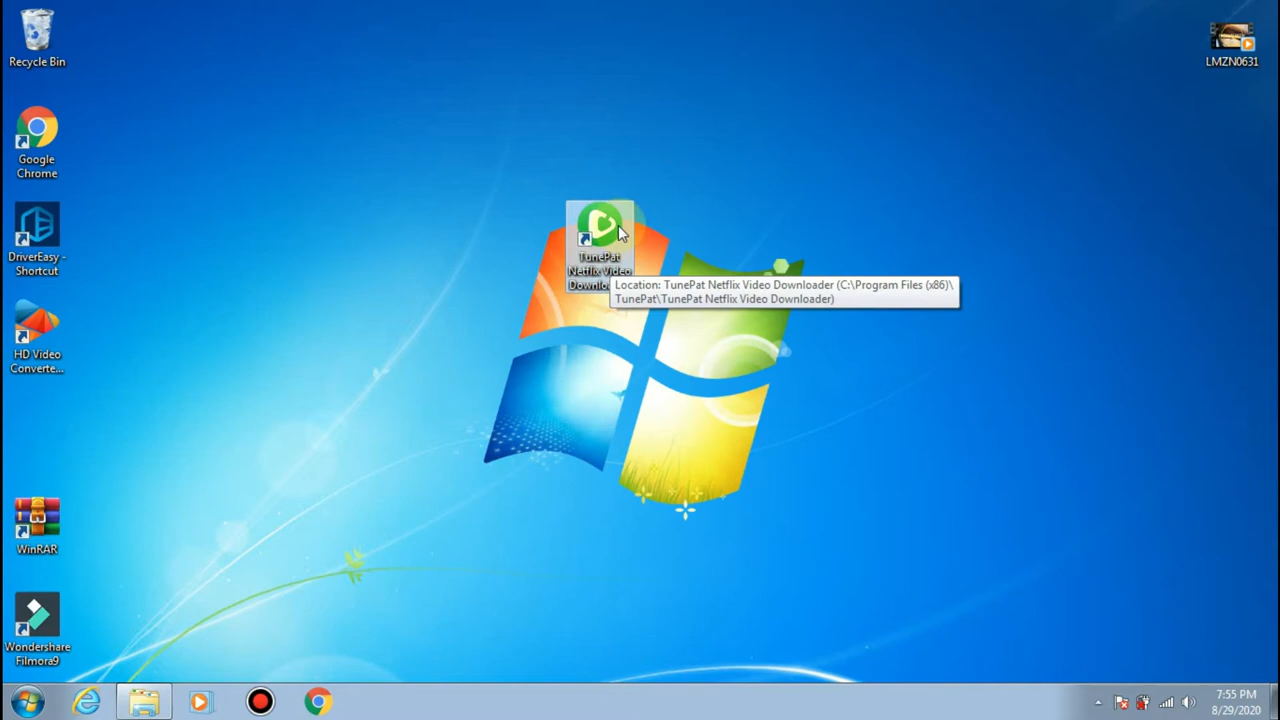 Recycle Bin
LMZN0631
Google
Chrome
DriverEasy -
Shortcut
TunePat
Netflix Video
Downlo
Location: TunePat Netflix Video Downloader (C:\Program Files (x86)\
TunePat\TunePat Netflix Video Downloader)
HD Video
Converte...
WinRAR
Wondershare
Filmora9
7:55 PM
8/29/2020